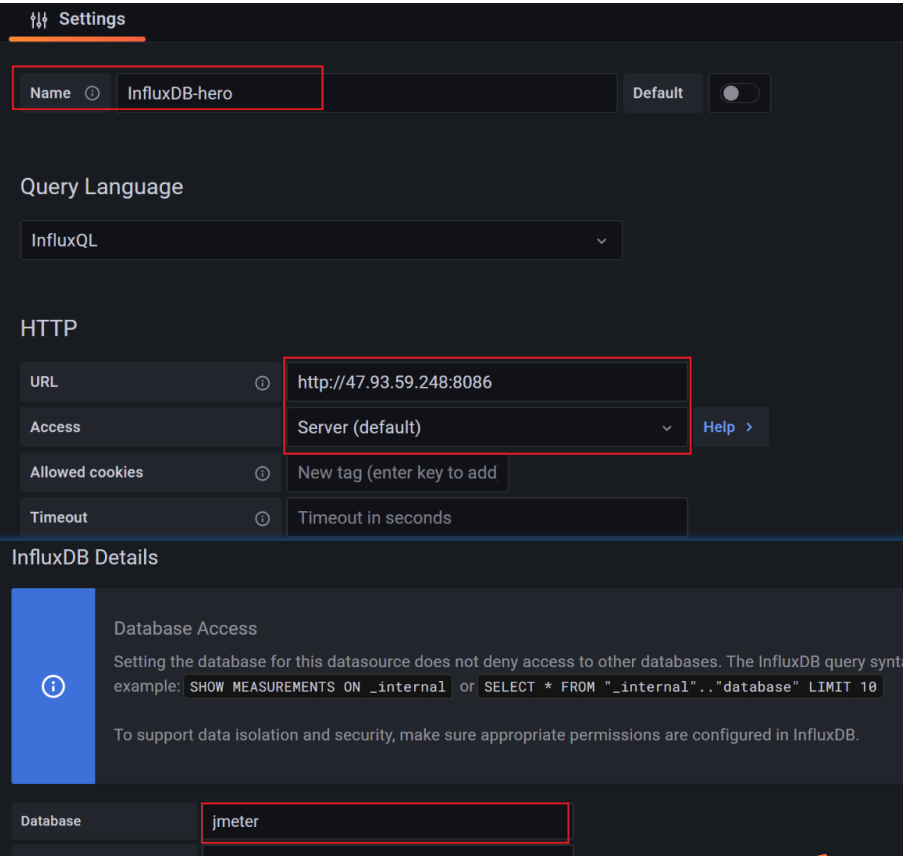 Settings
Name InfluxDB-hero Default
Query Language
InfluxQL
HTTP
URL http://47.93.59.248:8086
Access Server (default) Help >
Allowed cookies New tag (enter key to add
Timeout Timeout in seconds
InfluxDB Details
Database Access
Setting the database for this datasource does not deny access to other databases. The InfluxDB query
example: SHOW MEASUREMENTS ON _internal or SELECT * FROM "_internal".."database" LIMIT 10
To support data isolation and security, make sure appropriate permissions are configured in InfluxDB.
Database jmeter